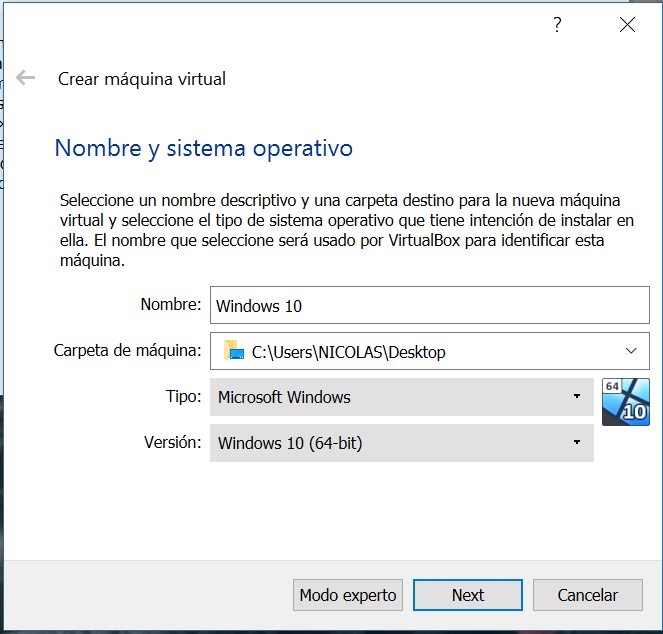 ?
Crear máquina virtual
Nombre y sistema operativo
Seleccione un nombre descriptivo y una carpeta destino para la nueva máquina
virtual y seleccione el tipo de sistema operativo que tiene intención de instalar en
ella. El nombre que seleccione será usado por VirtualBox para identificar esta
máquina.
Nombre: Windows 10
Carpeta de máquina: C:\Users\NICOLAS\Desktop
Tipo: Microsoft Windows
64
10
Versión: Windows 10 (64-bit)
Modo experto Next Cancelar